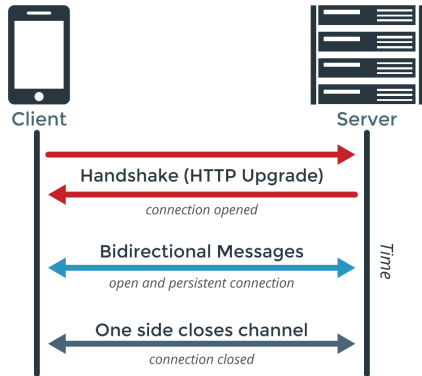 Client
Server
Handshake (HTTP Upgrade)
connection opened
Bidirectional Messages
open and persistent connection
Time
One side closes channel
connection closed